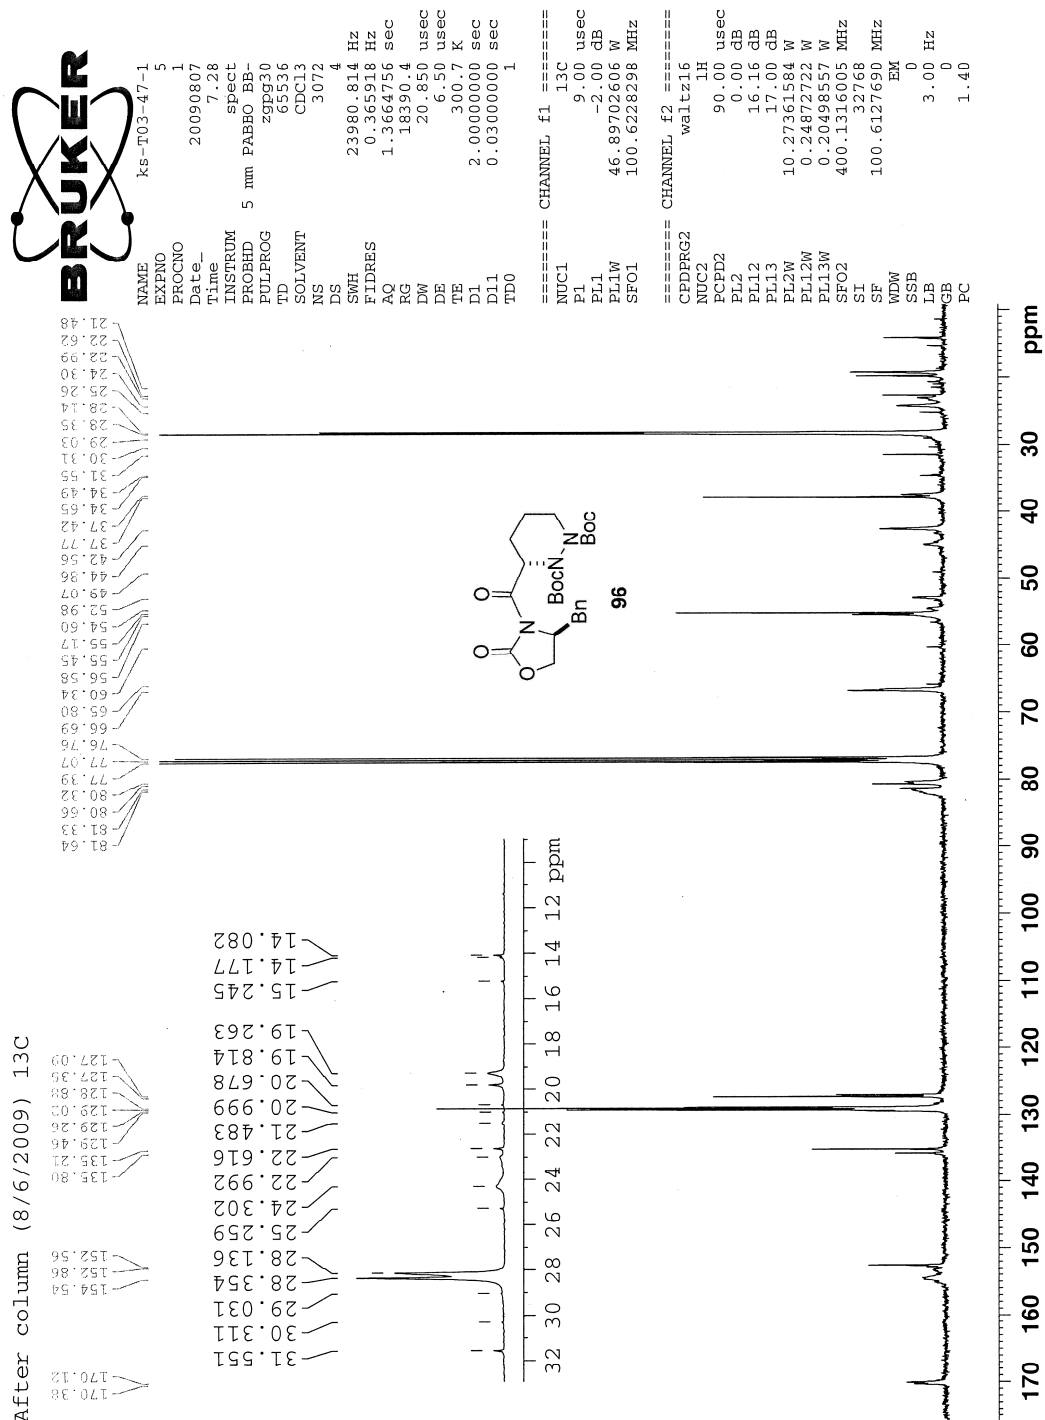 After column (8/6/2009) 13C
170.38
170.12
154.54
152.86
152.56
135.80
135.21
129.46
129.26
129.02
128.88
127.35
127.09
81.64
81.33
80.66
80.32
77.39
77.07
76.76
66.69
65.80
60.34
56.58
55.45
55.17
54.60
52.98
49.07
44.86
42.56
37.77
37.42
34.65
34.49
31.55
30.31
29.03
28.35
28.14
25.26
24.30
22.99
22.62
21.48
BRUKER
NAME ks-T03-47-1
EXPNO 5
PROCNO 1
Date_ 20090807
Time 7.28
INSTRUM spect
PROBHD 5 mm PABBO BB-
PULPROG zgpg30
TD 65536
SOLVENT CDCl3
NS 3072
DS 4
SWH 23980.814 Hz
FIDRES 0.365918 Hz
AQ 1.3664756 sec
RG 18390.4
DW 20.850 usec
DE 6.50 usec
TE 300.7 K
D1 2.00000000 sec
D11 0.03000000 sec
TD0 1
======== CHANNEL f1 ========
NUC1 13C
P1 9.00 usec
PL1 -2.00 dB
PL1W 46.89702606 W
SFO1 100.6228298 MHz
======== CHANNEL f2 ========
CPDPRG2 waltz16
NUC2 1H
PCPD2 90.00 usec
PL2 0.00 dB
PL12 16.16 dB
PL13 17.00 dB
PL2W 10.27361584 W
PL12W 0.24872722 W
PL13W 0.20498557 W
SFO2 400.1316005 MHz
SI 32768
SF 100.6127690 MHz
WDW EM
SSB 0
LB 3.00 Hz
GB 0
PC 1.40
31.551
30.311
29.031
28.354
28.136
25.259
24.302
22.992
22.616
21.483
20.999
20.678
19.814
19.263
15.245
14.177
14.082
32 30 28 26 24 22 20 18 16 14 12 ppm
O
O
O
N
Bn
BocN
N
Boc
96
170 160 150 140 130 120 110 100 90 80 70 60 50 40 30 ppm